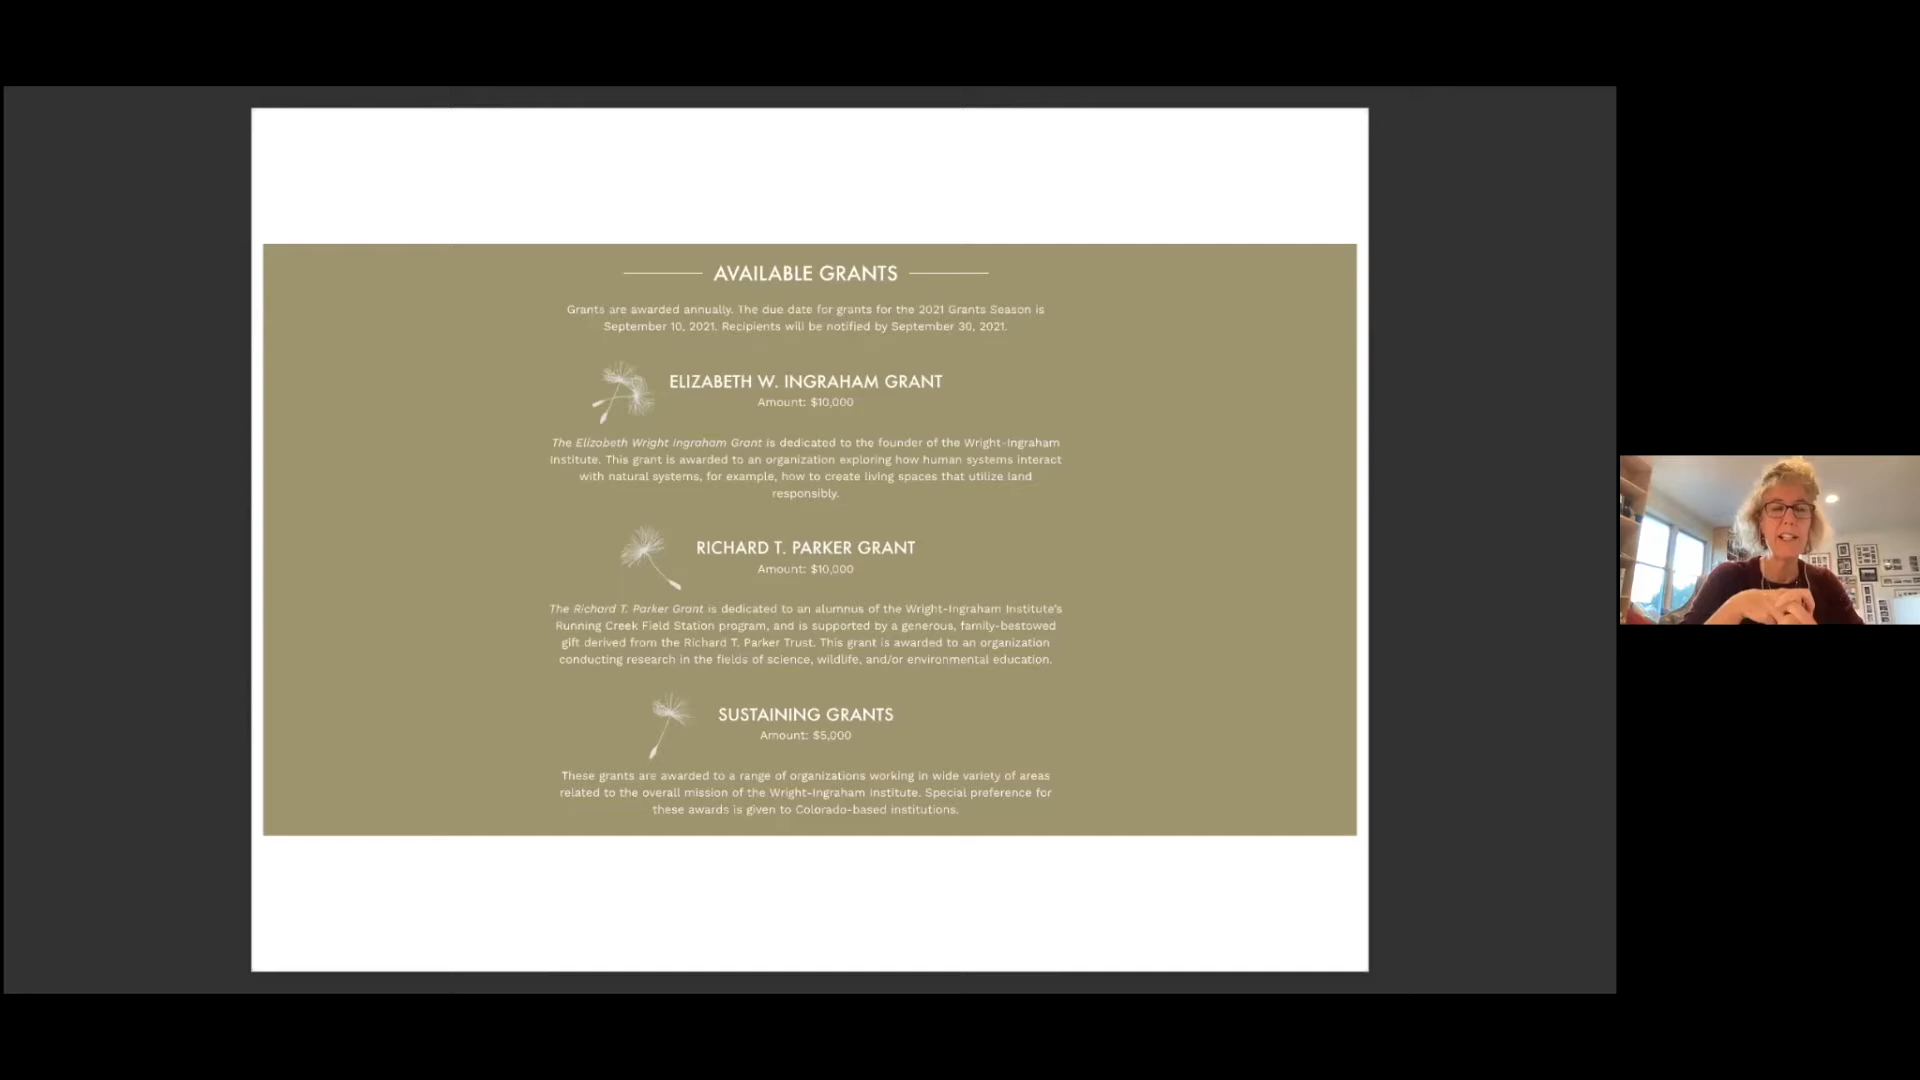 AVAILABLE GRANTS
Grants are awarded annually. The due date for grants for the 2021 Grants Season is
September 10, 2021. Recipients will be notified by September 30, 2021.
ELIZABETH W. INGRAHAM GRANT
Amount: $10,000
The Elizabeth Wright Ingraham Grant is dedicated to the founder of the Wright-Ingraham
Institute. This grant is awarded to an organization exploring how human systems interact
with natural systems, for example, how to create living spaces that utilize land
responsibly.
RICHARD T. PARKER GRANT
Amount: $10,000
The Richard T. Parker Grant is dedicated to an alumnus of the Wright-Ingraham Institute's
Running Creek Field Station program, and is supported by a generous, family-bestowed
gift derived from the Richard T. Parker Trust. This grant is awarded to an organization
conducting research in the fields of science, wildlife, and/or environmental education.
SUSTAINING GRANTS
Amount: $5,000
These grants are awarded to a range of organizations working in wide variety of areas
related to the overall mission of the Wright-Ingraham Institute. Special preference for
these awards is given to Colorado-based institutions.